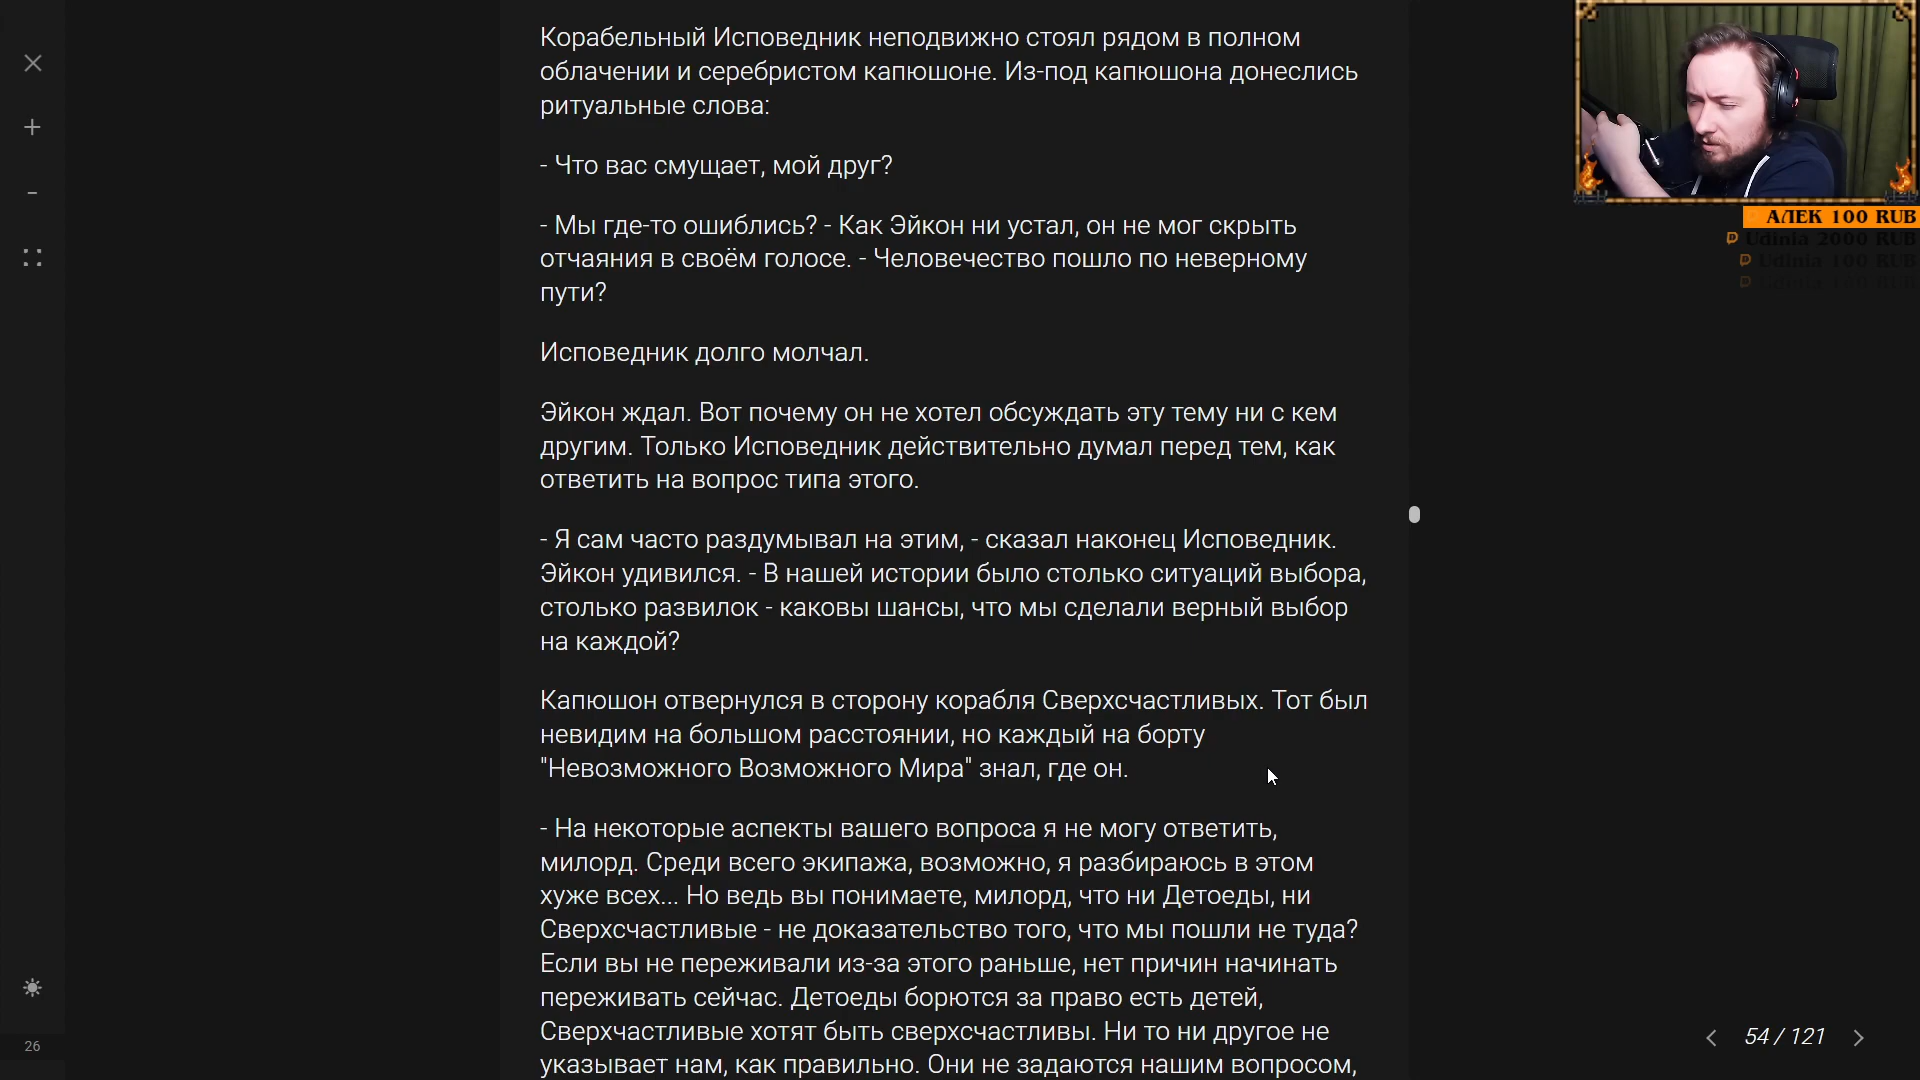 Корабельный Исповедник неподвижно стоял рядом в полном
облачении и серебристом капюшоне. Из-под капюшона донеслись
ритуальные слова:
- Что вас смущает, мой друг?
- Мы где-то ошиблись? - Как Эйкон ни устал, он не мог скрыть
отчаяния в своём голосе. - Человечество пошло по неверному
пути?
Исповедник долго молчал.
Эйкон ждал. Вот почему он не хотел обсуждать эту тему ни с кем
другим. Только Исповедник действительно думал перед тем, как
ответить на вопрос типа этого.
- Я сам часто раздумывал на этим, - сказал наконец Исповедник.
Эйкон удивился. - В нашей истории было столько ситуаций выбора,
столько развилок - каковы шансы, что мы сделали верный выбор
на каждой?
Капюшон отвернулся в сторону корабля Сверхсчастливых. Тот был
невидим на большом расстоянии, но каждый на борту
"Невозможного Возможного Мира" знал, где он.
- На некоторые аспекты вашего вопроса я не могу ответить,
милорд. Среди всего экипажа, возможно, я разбираюсь в этом
хуже всех... Но ведь вы понимаете, милорд, что ни Детоеды, ни
Сверхсчастливые - не доказательство того, что мы пошли не туда?
Если вы не переживали из-за этого раньше, нет причин начинать
переживать сейчас. Детоеды борются за право есть детей,
Сверхчастливые хотят быть сверхсчастливы. Ни то ни другое не
указывает нам, как правильно. Они не задаются нашим вопросом,
АЛЕК 100 RUB
Udinia 2000 RUB
Udinia 100 RUB
26
54 / 121